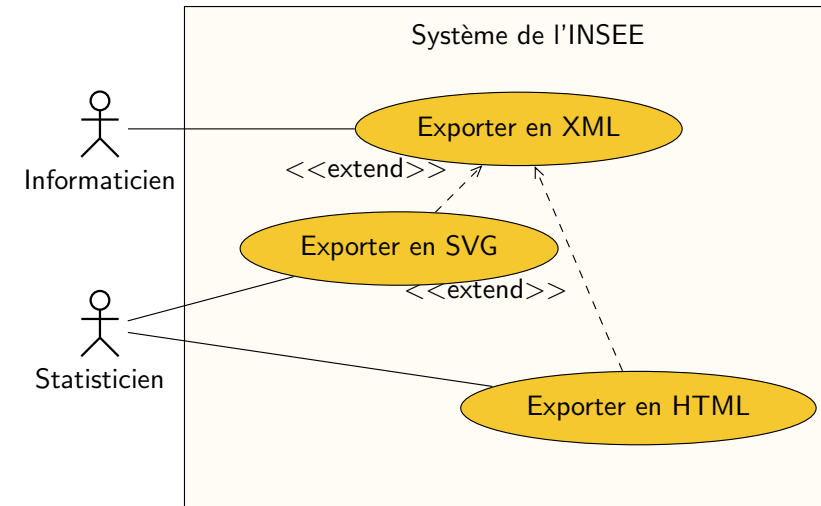 Système de l'INSEE
Exporter en XML
Informaticien
<<extend>>
Exporter en SVG
<<extend>>
Statisticien
Exporter en HTML